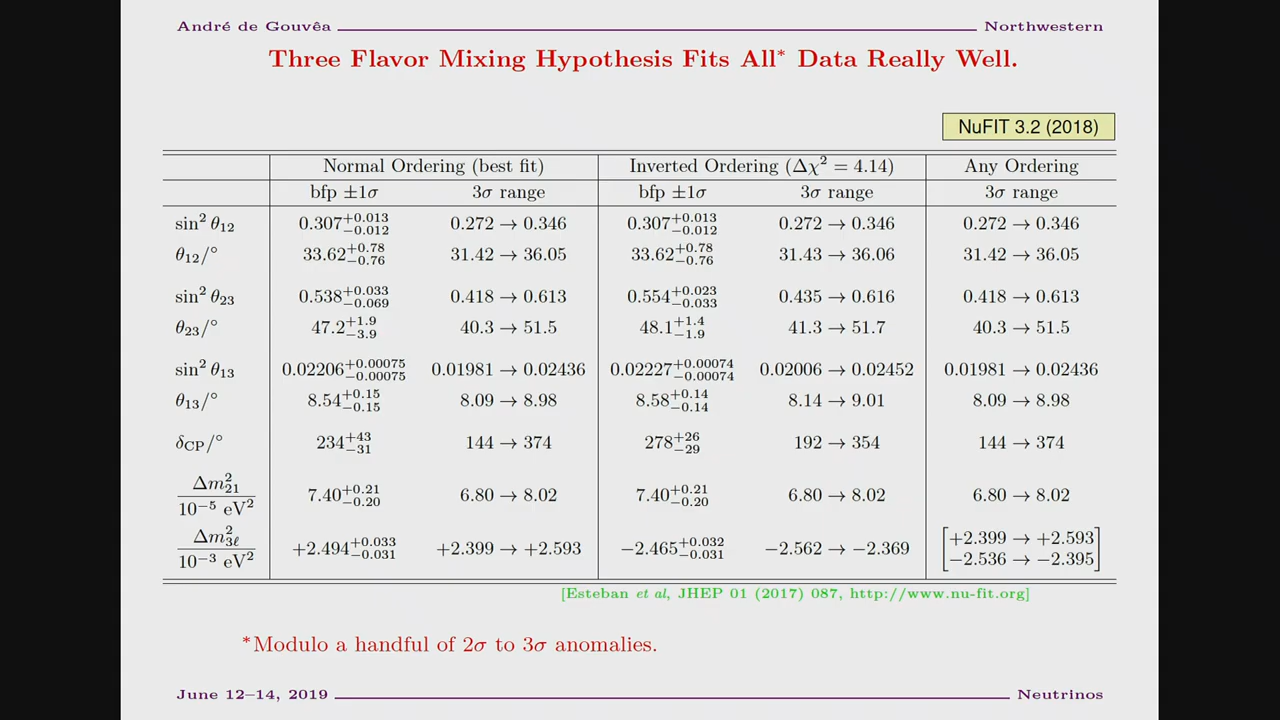 André de Gouvêa Northwestern
Three Flavor Mixing Hypothesis Fits All* Data Really Well.
NuFIT 3.2 (2018)
Normal Ordering (best fit) Inverted Ordering (Δχ² = 4.14) Any Ordering
bfp ±1σ 3σ range bfp ±1σ 3σ range 3σ range
sin² θ₁₂ 0.307^{+0.013}_{−0.012} 0.272 → 0.346 0.307^{+0.013}_{−0.012} 0.272 → 0.346 0.272 → 0.346
θ₁₂/° 33.62^{+0.78}_{−0.76} 31.42 → 36.05 33.62^{+0.78}_{−0.76} 31.43 → 36.06 31.42 → 36.05
sin² θ₂₃ 0.538^{+0.033}_{−0.069} 0.418 → 0.613 0.554^{+0.023}_{−0.033} 0.435 → 0.616 0.418 → 0.613
θ₂₃/° 47.2^{+1.9}_{−3.9} 40.3 → 51.5 48.1^{+1.4}_{−1.9} 41.3 → 51.7 40.3 → 51.5
sin² θ₁₃ 0.02206^{+0.00075}_{−0.00075} 0.01981 → 0.02436 0.02227^{+0.00074}_{−0.00074} 0.02006 → 0.02452 0.01981 → 0.02436
θ₁₃/° 8.54^{+0.15}_{−0.15} 8.09 → 8.98 8.58^{+0.14}_{−0.14} 8.14 → 9.01 8.09 → 8.98
δ_CP/° 234^{+43}_{−31} 144 → 374 278^{+26}_{−29} 192 → 354 144 → 374
Δm²₂₁/10⁻⁵ eV² 7.40^{+0.21}_{−0.20} 6.80 → 8.02 7.40^{+0.21}_{−0.20} 6.80 → 8.02 6.80 → 8.02
Δm²₃ℓ/10⁻³ eV² +2.494^{+0.033}_{−0.031} +2.399 → +2.593 −2.465^{+0.032}_{−0.031} −2.562 → −2.369 [+2.399 → +2.593
−2.536 → −2.395]
[Esteban et al, JHEP 01 (2017) 087, http://www.nu-fit.org]
*Modulo a handful of 2σ to 3σ anomalies.
June 12–14, 2019 Neutrinos